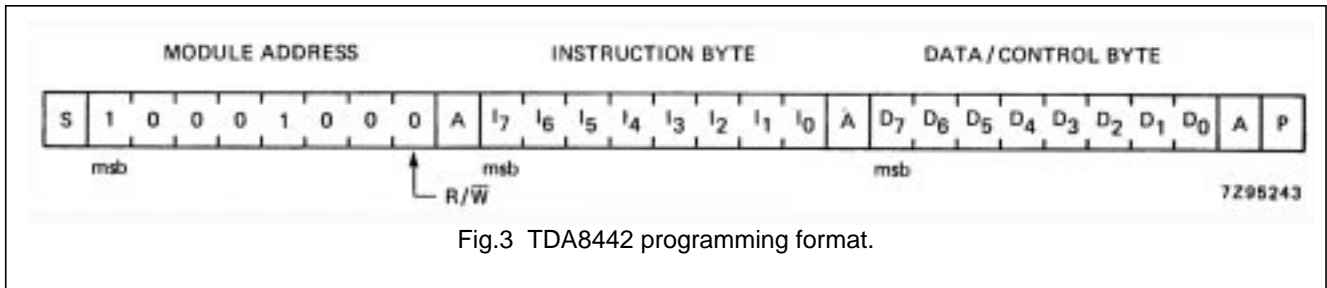 MODULE ADDRESS INSTRUCTION BYTE DATA/CONTROL BYTE
S 1 0 0 0 1 0 0 0 A I7 I6 I5 I4 I3 I2 I1 I0 A D7 D6 D5 D4 D3 D2 D1 D0 A P
msb msb msb
R/W̅ 7Z95243
Fig.3 TDA8442 programming format.